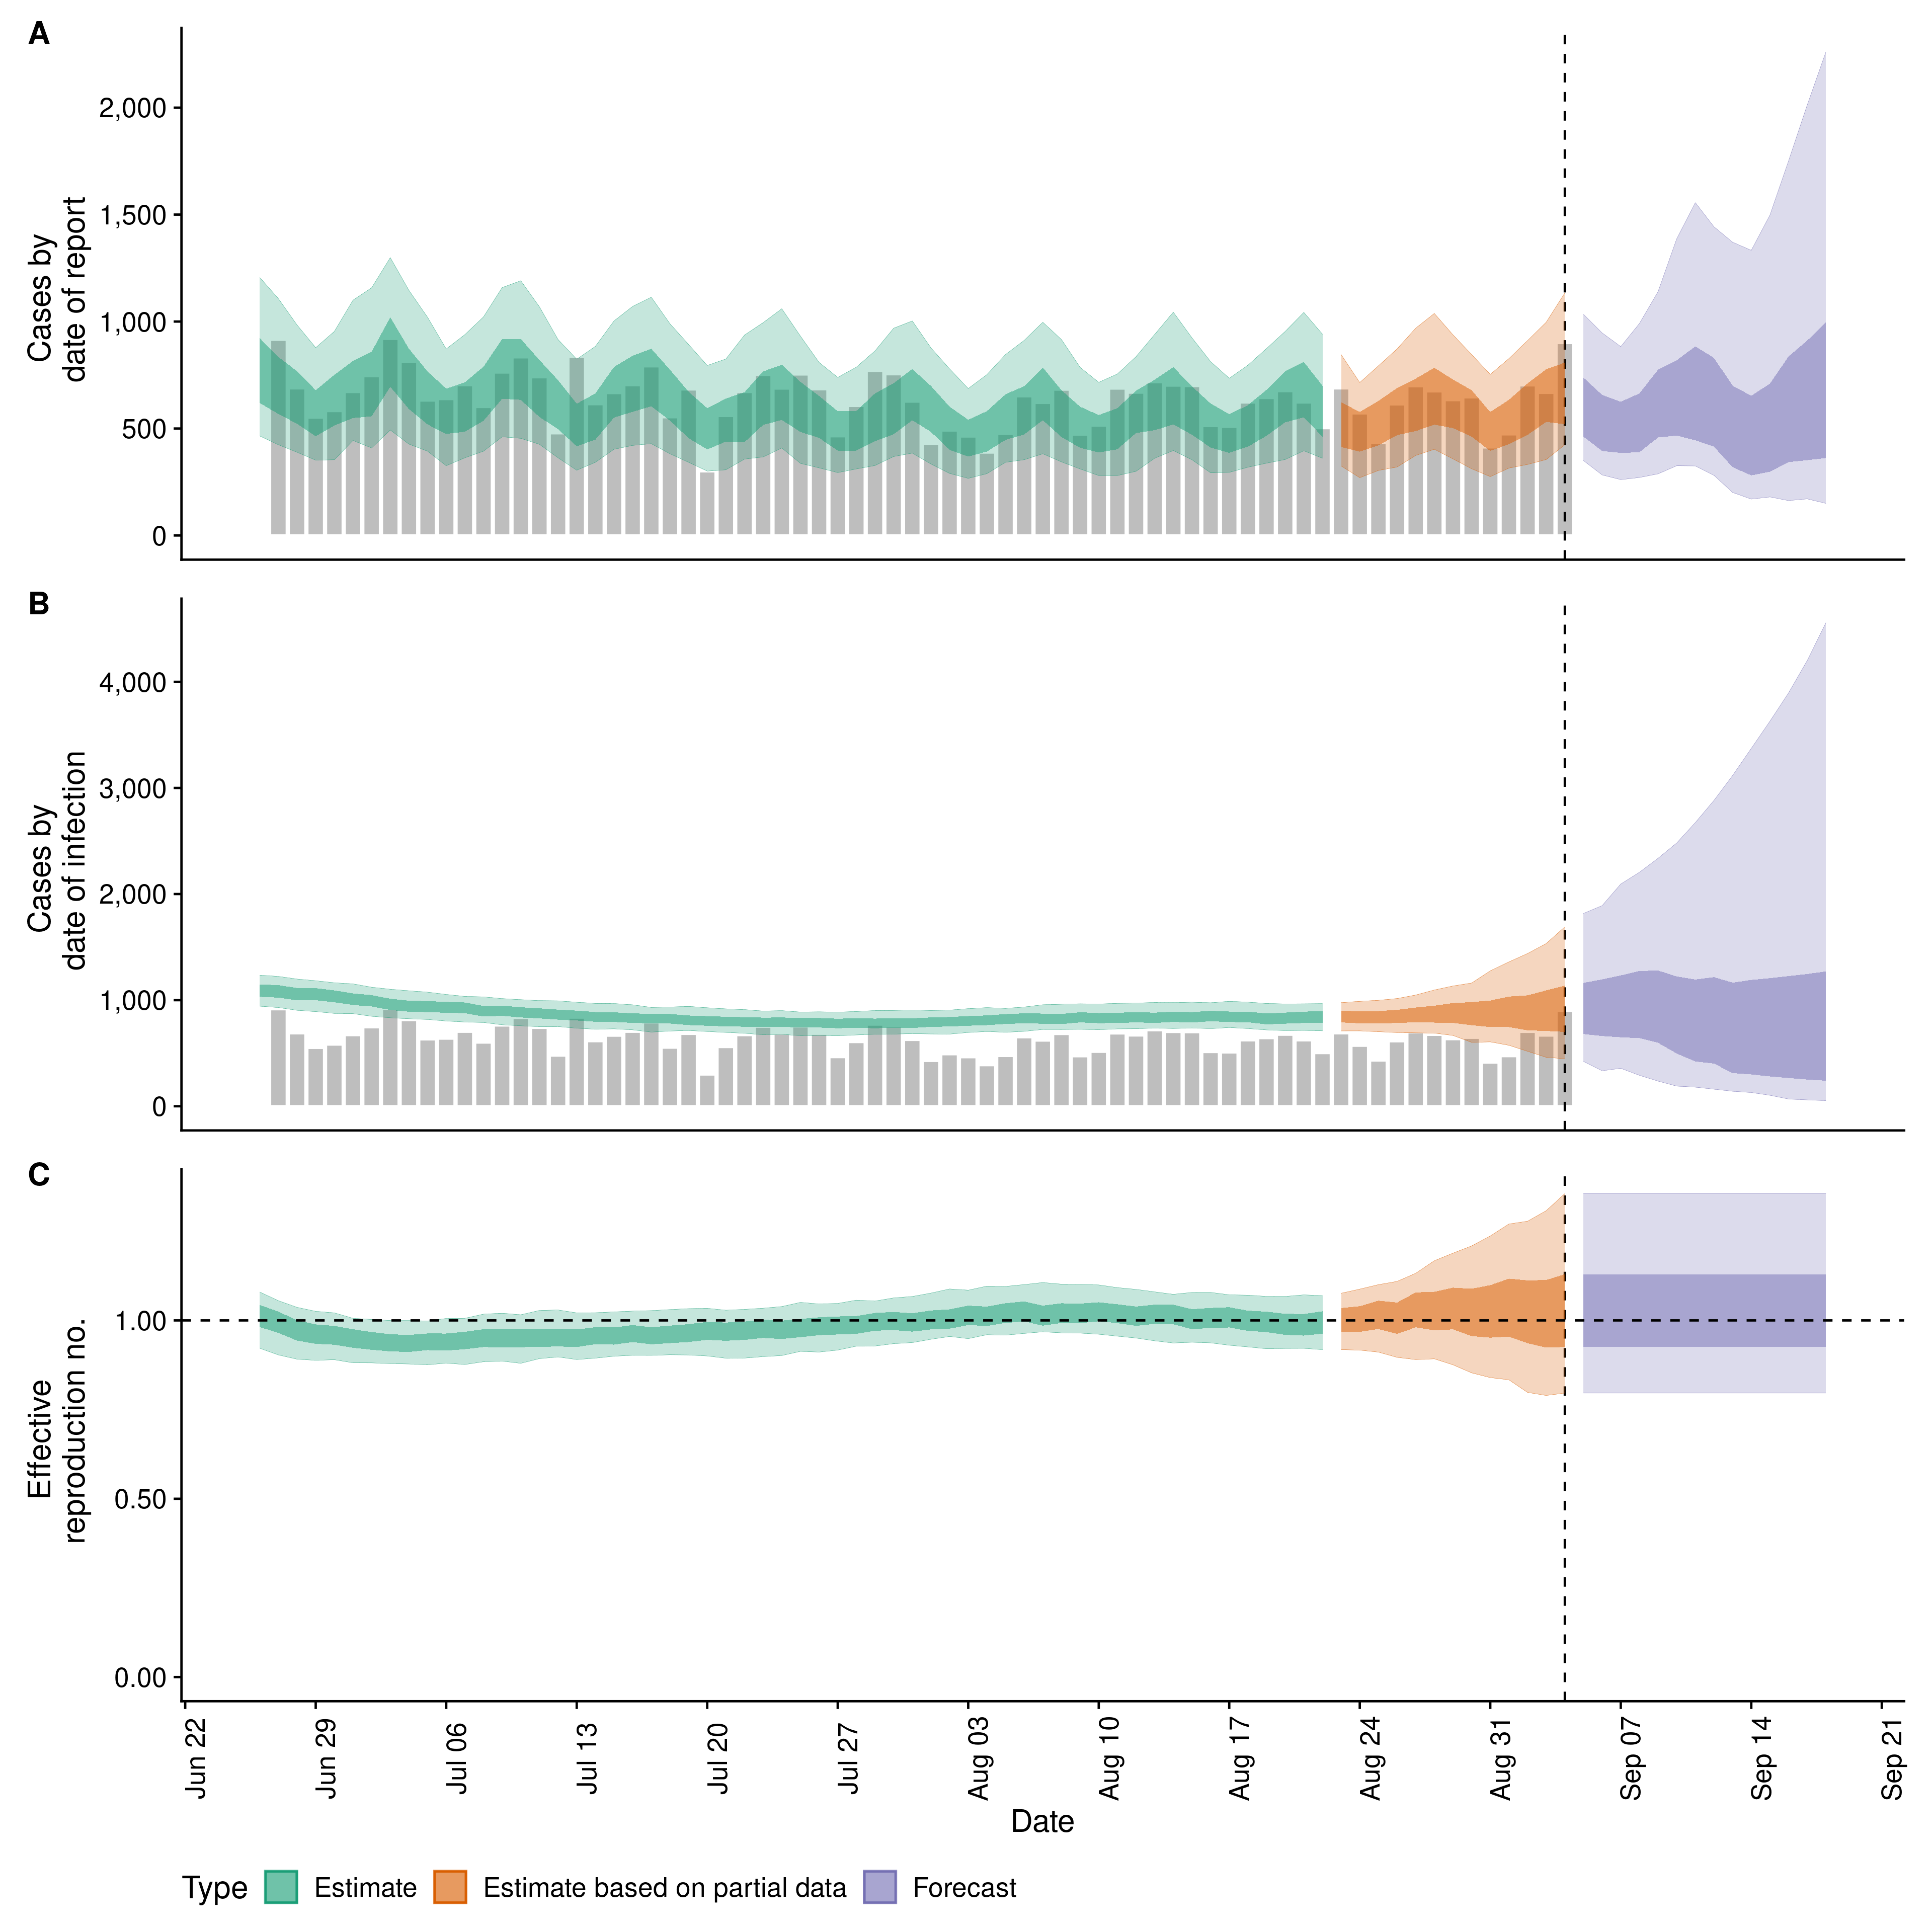 A
Cases by
date of report
2,000
1,500
1,000
500
0
B
Cases by
date of infection
4,000
3,000
2,000
1,000
0
C
Effective
reproduction no.
1.00
0.50
0.00
Jun 22
Jun 29
Jul 06
Jul 13
Jul 20
Jul 27
Aug 03
Aug 10
Aug 17
Aug 24
Aug 31
Sep 07
Sep 14
Sep 21
Date
Type Estimate Estimate based on partial data Forecast